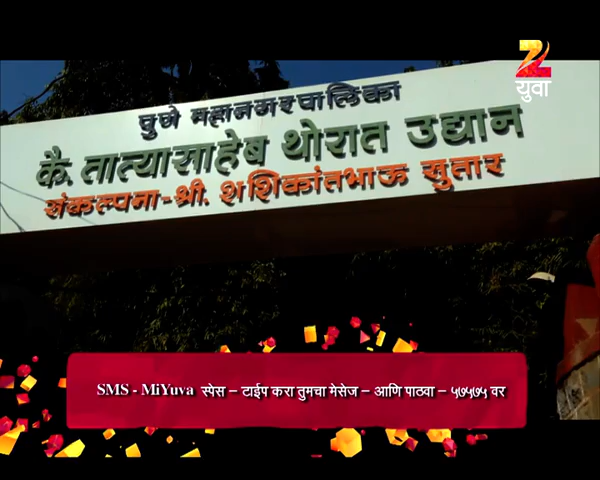 युवा
पुणे महानगरपालिका
कै. तात्यासाहेब थोरात उद्यान
संकल्पना-श्री. शशिकांतभाऊ सुतार
SMS - MiYuva स्पेस – टाईप करा तुमचा मेसेज – आणि पाठवा – ५७५७५ वर